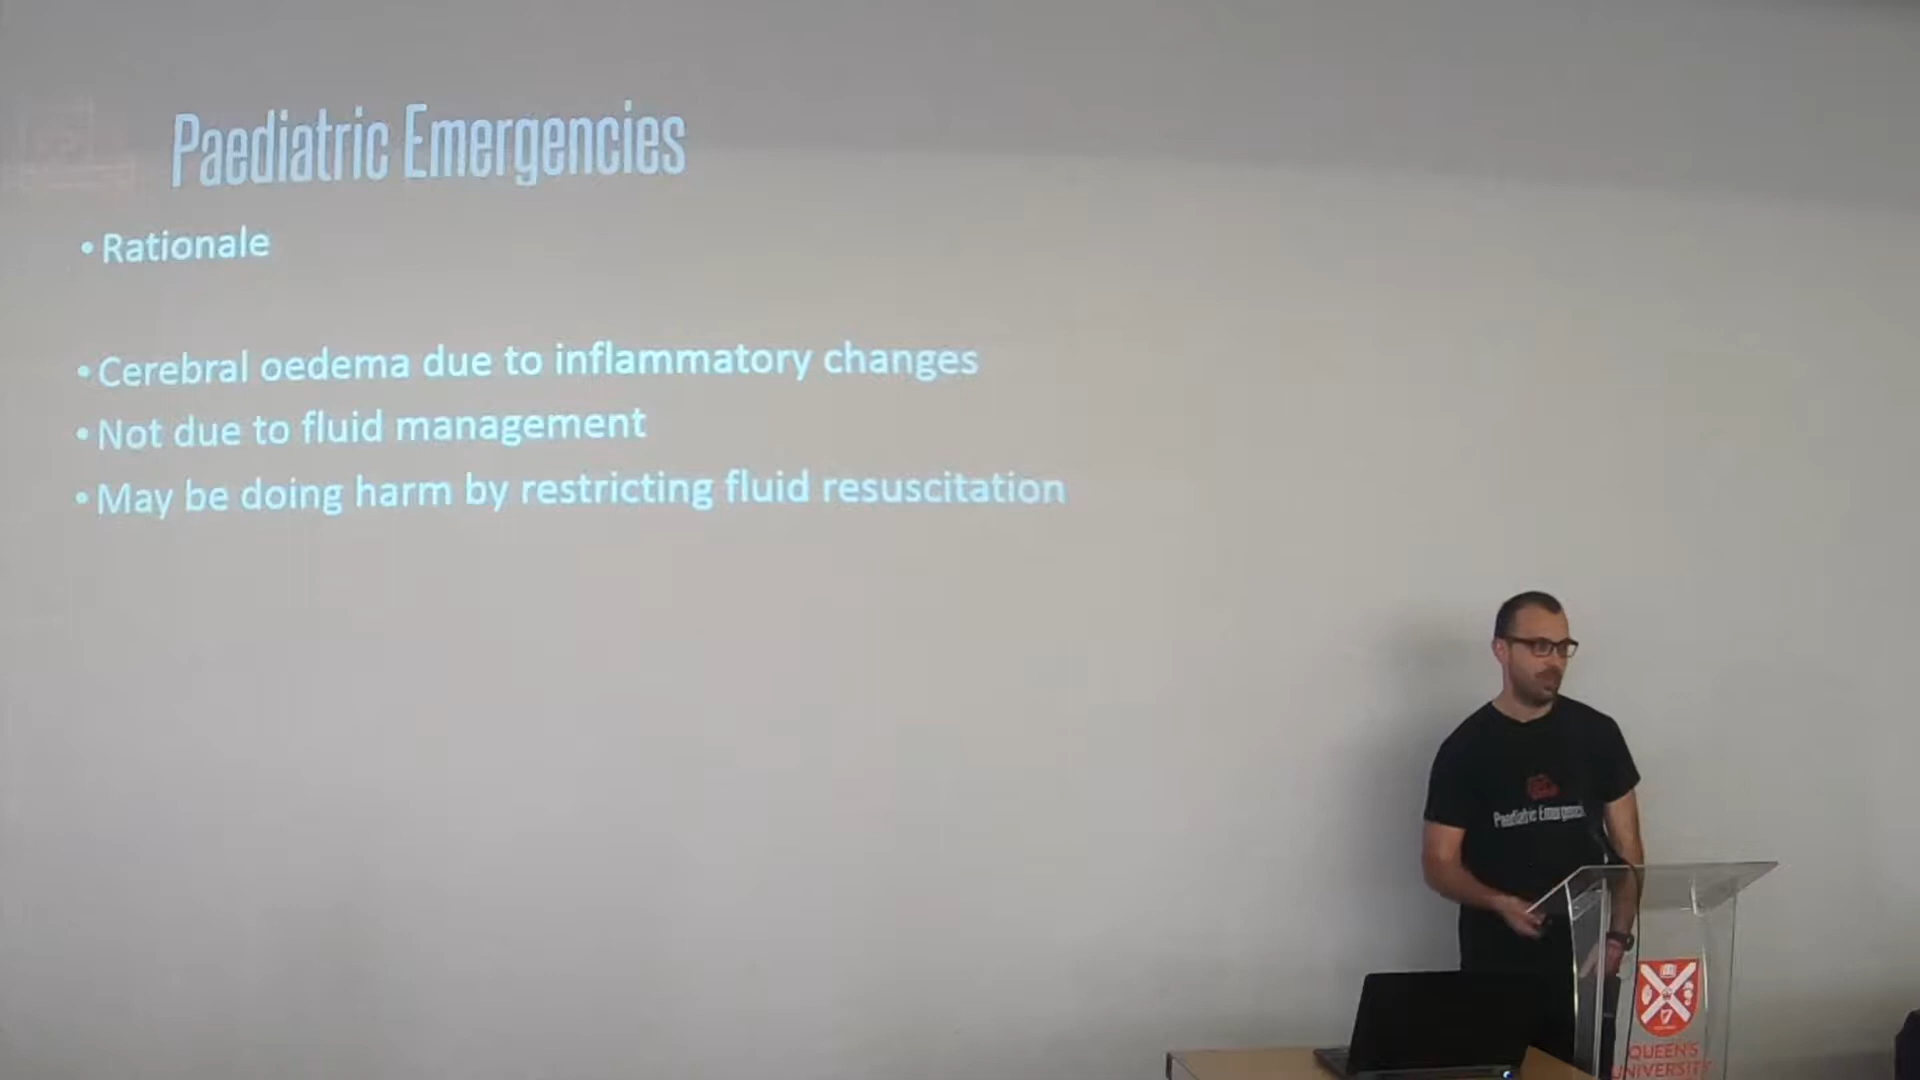 Paediatric Emergencies
• Rationale
• Cerebral oedema due to inflammatory changes
• Not due to fluid management
• May be doing harm by restricting fluid resuscitation
Paediatric Emergencies
QUEEN'S
UNIVERSITY